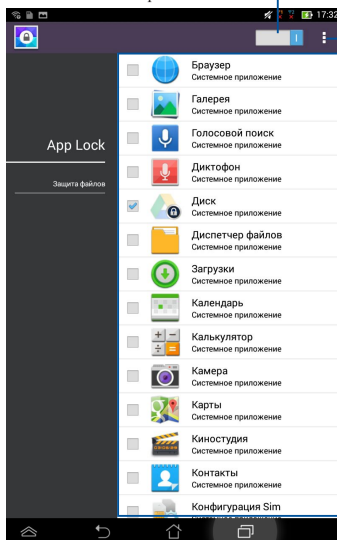 17:32
App Lock
Защита файлов
Браузер
Системное приложение
Галерея
Системное приложение
Голосовой поиск
Системное приложение
Диктофон
Системное приложение
Диск
Системное приложение
Диспетчер файлов
Системное приложение
Загрузки
Системное приложение
Календарь
Системное приложение
Калькулятор
Системное приложение
Камера
Системное приложение
Карты
Системное приложение
Киностудия
Системное приложение
Контакты
Системное приложение
Конфигурация Sim